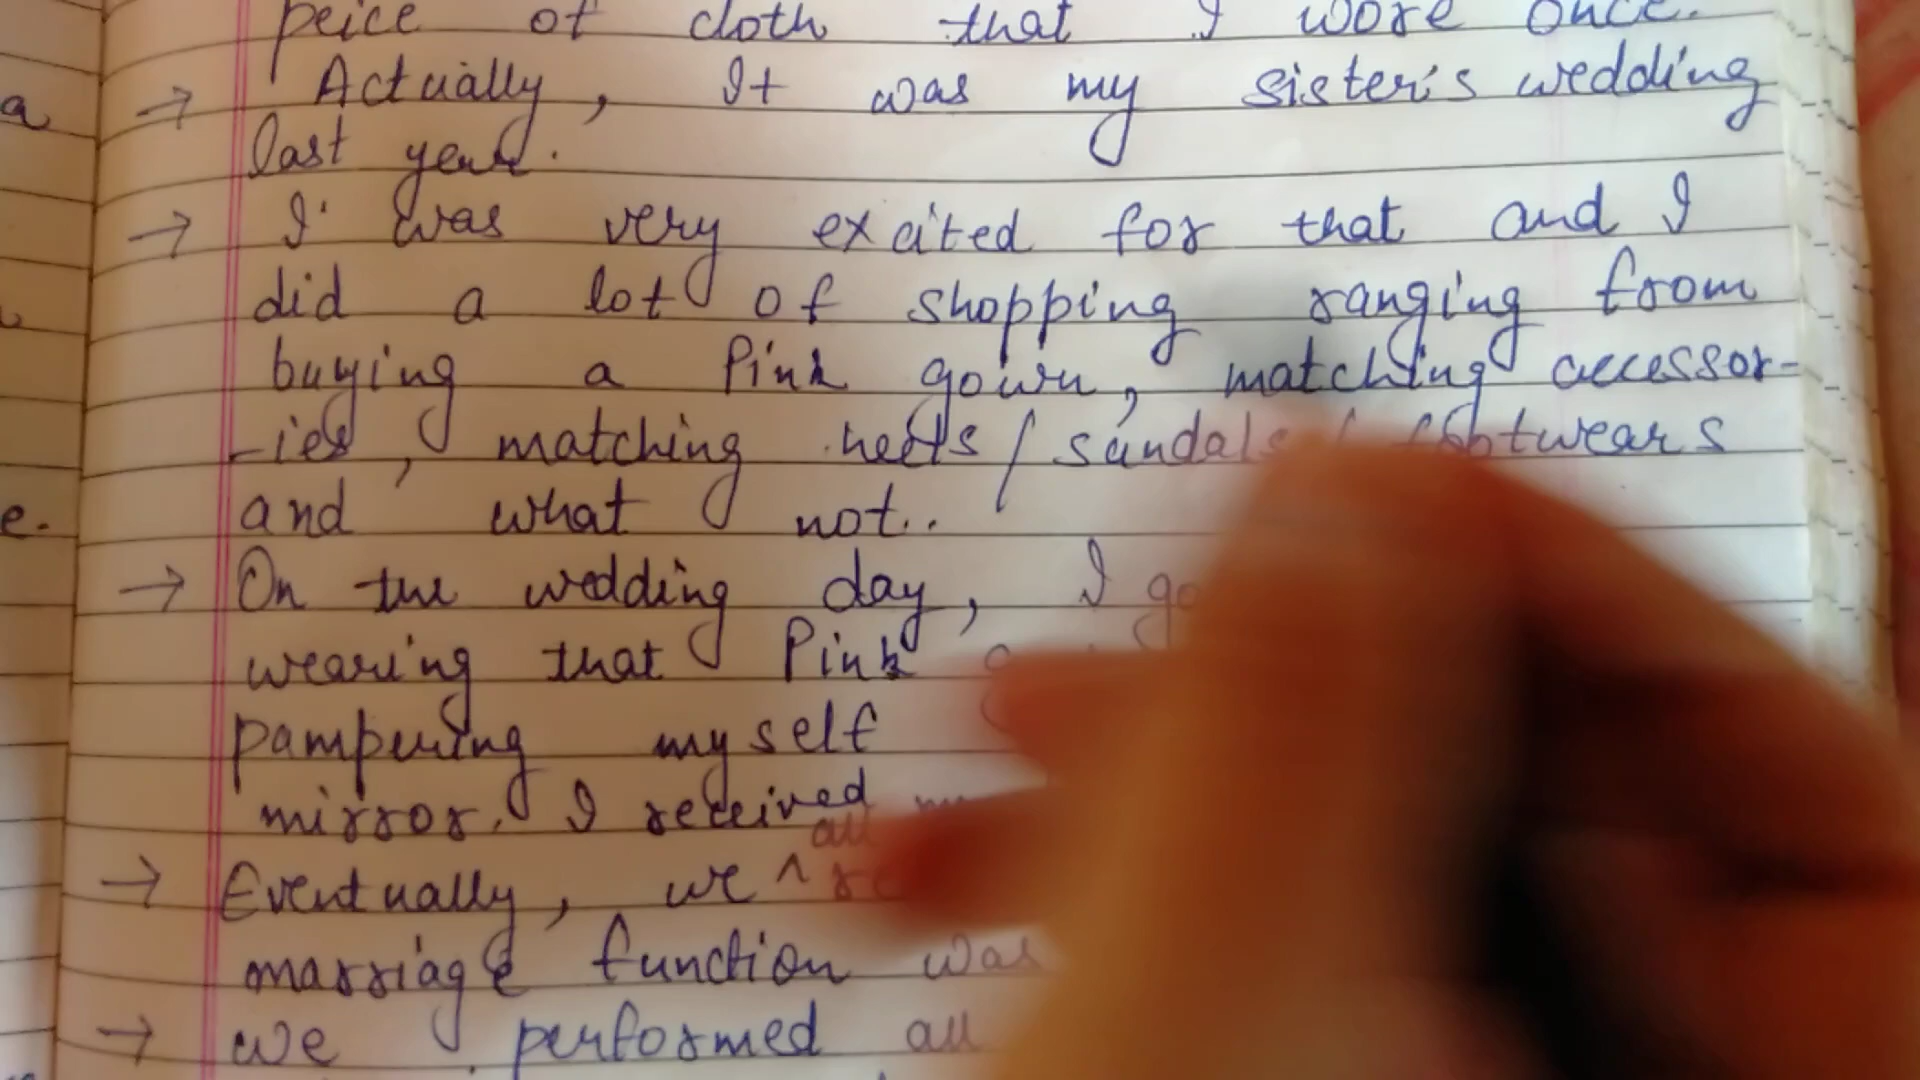 peice of cloth that I wore once.
a → Actually, It was my sister's wedding
last year.
→ I was very excited for that and I
did a lot of shopping ranging from
buying a Pink gown, matching accessor-
-ies, matching heels / sandals / footwears
e. and what not..
→ On the wedding day, I
wearing that Pink
pampering myself
mirror. I received
all
Eventually, we ^
→ marriage function was
→ we performed all